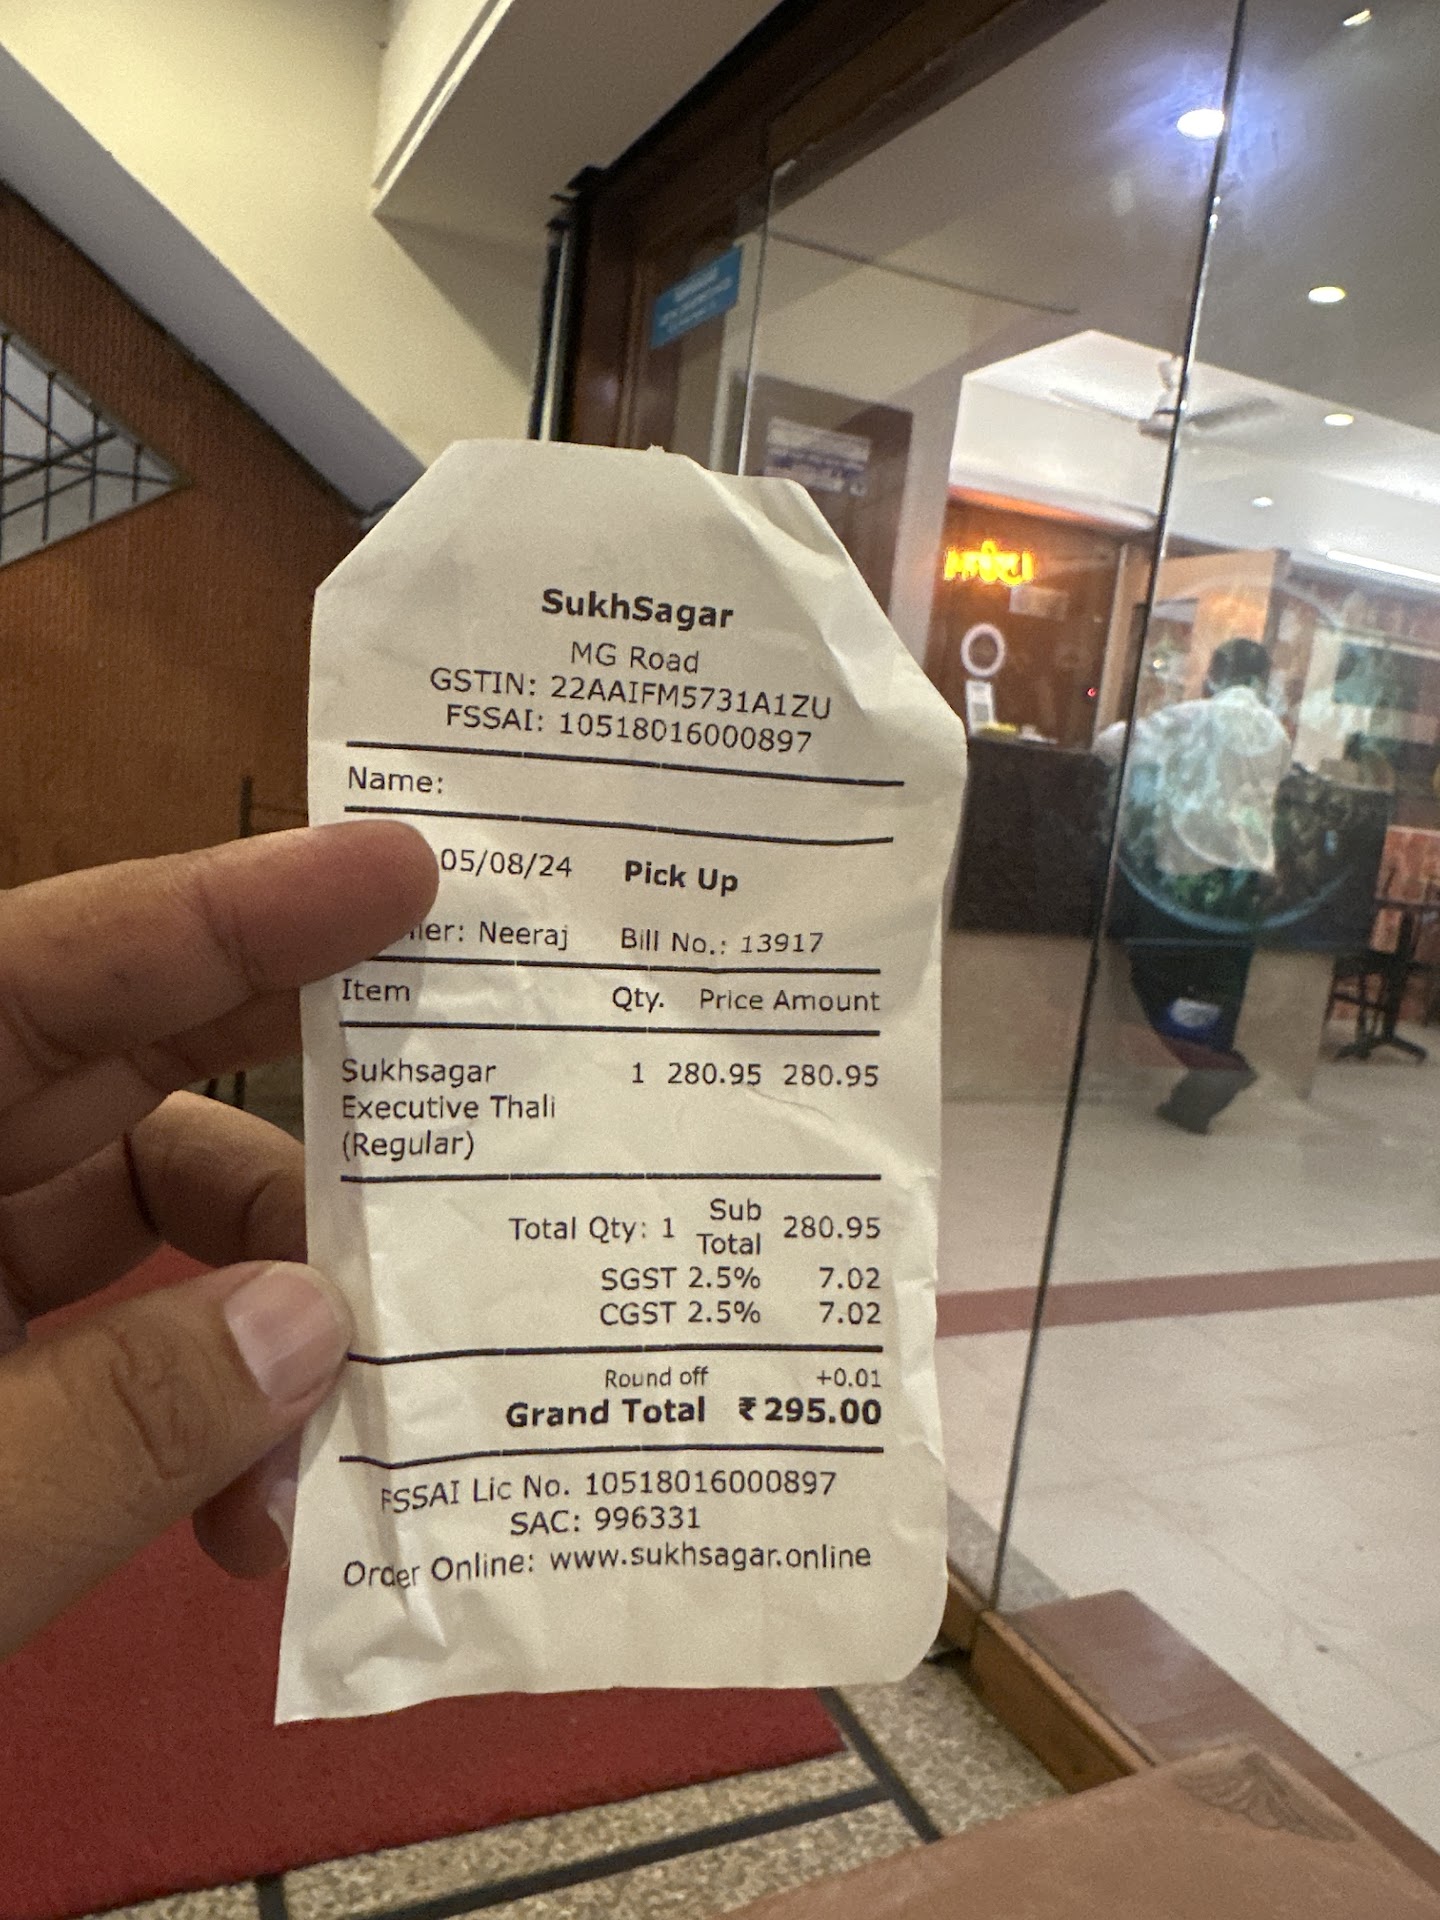 SukhSagar
MG Road
GSTIN: 22AAIFM5731A1ZU
FSSAI: 10518016000897
Name:
05/08/24 Pick Up
ier: Neeraj Bill No.: 13917
Item Qty. Price Amount
Sukhsagar 1 280.95 280.95
Executive Thali
(Regular)
Total Qty: 1 Sub Total 280.95
SGST 2.5% 7.02
CGST 2.5% 7.02
Round off +0.01
Grand Total ₹295.00
FSSAI Lic No. 10518016000897
SAC: 996331
Order Online: www.sukhsagar.online